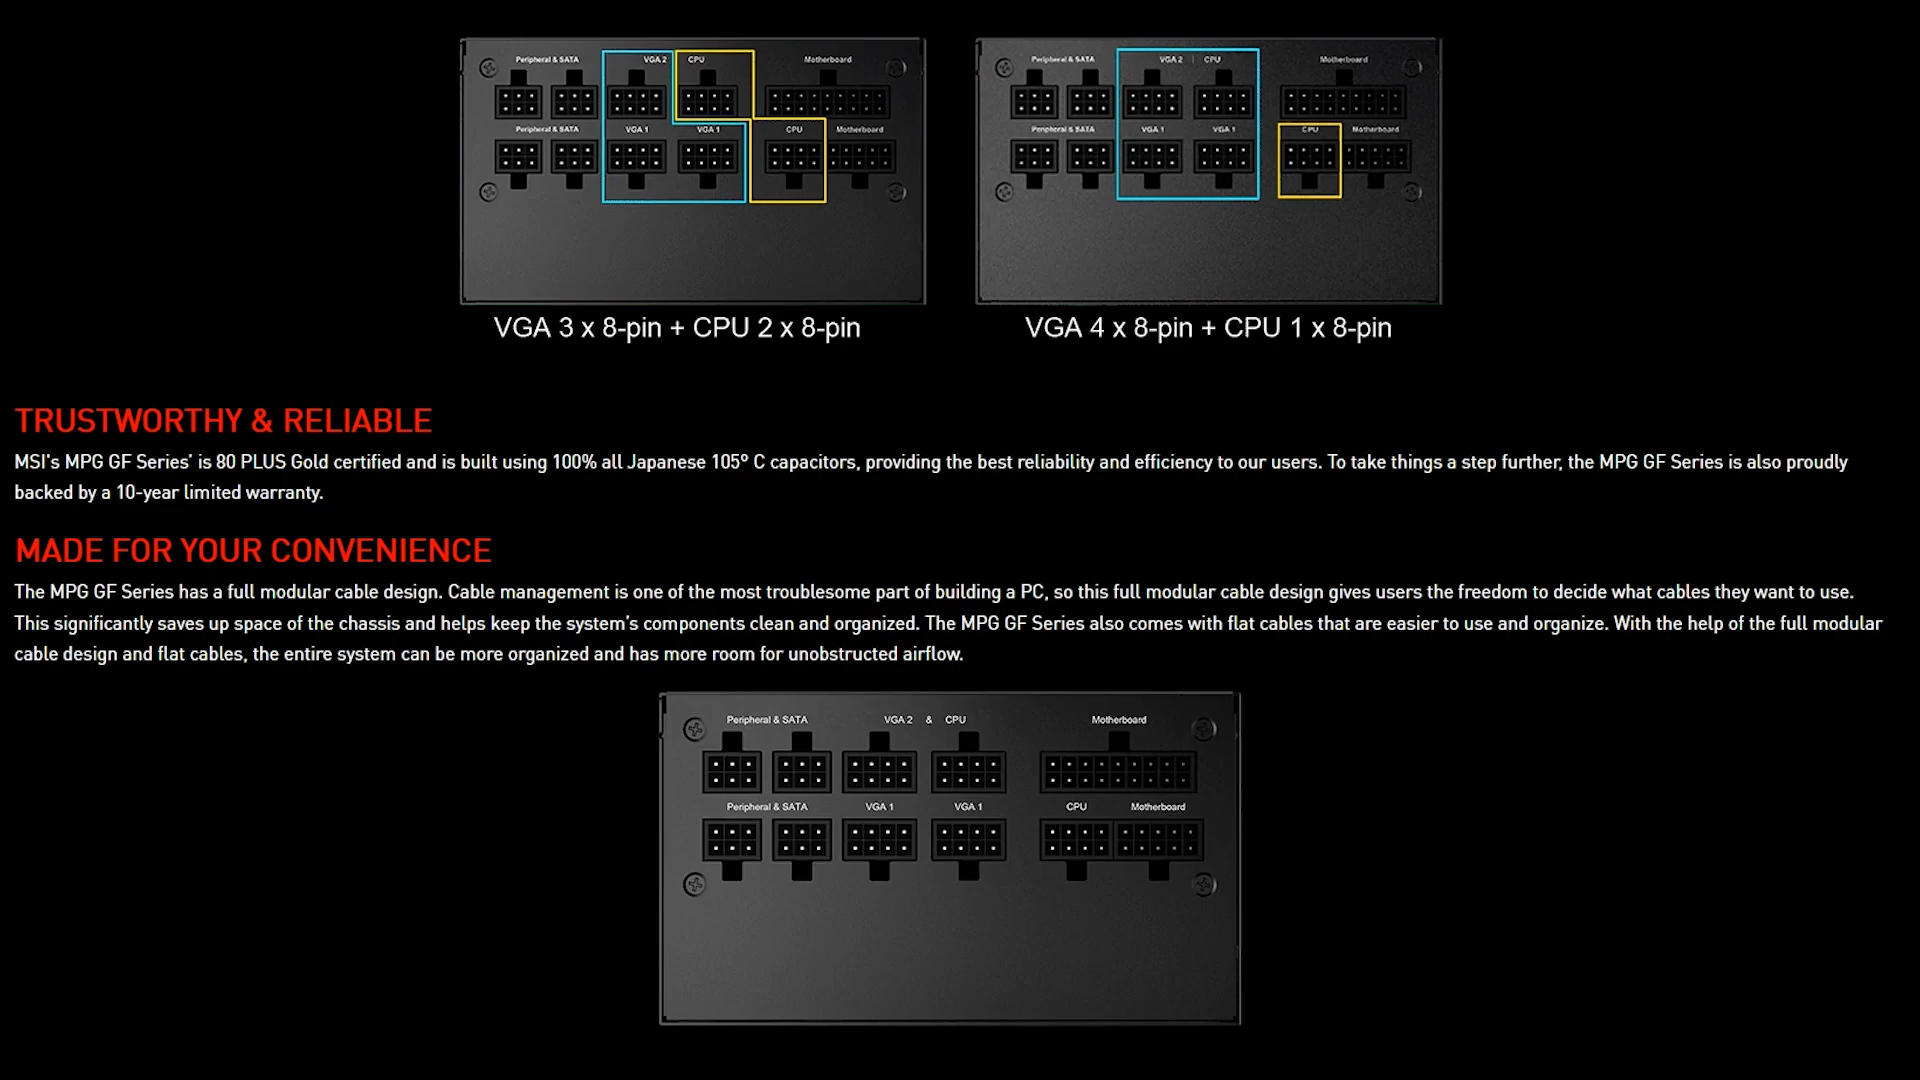 Peripheral & SATA VGA 2 CPU Motherboard
Peripheral & SATA VGA 1 VGA 1 CPU Motherboard
VGA 3 x 8-pin + CPU 2 x 8-pin
Peripheral & SATA VGA 2 | CPU Motherboard
Peripheral & SATA VGA 1 VGA 1 CPU Motherboard
VGA 4 x 8-pin + CPU 1 x 8-pin
TRUSTWORTHY & RELIABLE
MSI's MPG GF Series’ is 80 PLUS Gold certified and is built using 100% all Japanese 105º C capacitors, providing the best reliability and efficiency to our users. To take things a step further, the MPG GF Series is also proudly
backed by a 10-year limited warranty.
MADE FOR YOUR CONVENIENCE
The MPG GF Series has a full modular cable design. Cable management is one of the most troublesome part of building a PC, so this full modular cable design gives users the freedom to decide what cables they want to use.
This significantly saves up space of the chassis and helps keep the system’s components clean and organized. The MPG GF Series also comes with flat cables that are easier to use and organize. With the help of the full modular
cable design and flat cables, the entire system can be more organized and has more room for unobstructed airflow.
Peripheral & SATA VGA 2 & CPU Motherboard
Peripheral & SATA VGA 1 VGA 1 CPU Motherboard